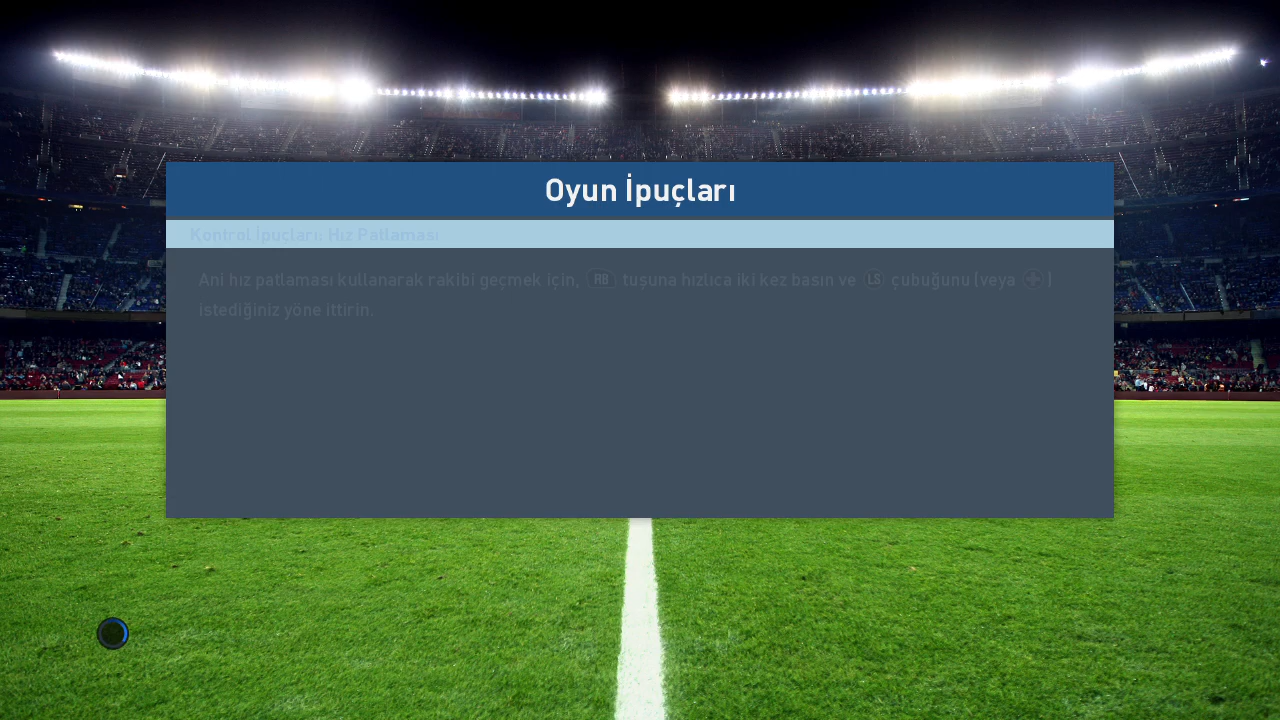 Oyun İpuçları
Kontrol İpuçları: Hız Patlaması
Ani hız patlaması kullanarak rakibi geçmek için, RB tuşuna hızlıca iki kez basın ve LS çubuğunu (veya )
istediğiniz yöne ittirin.